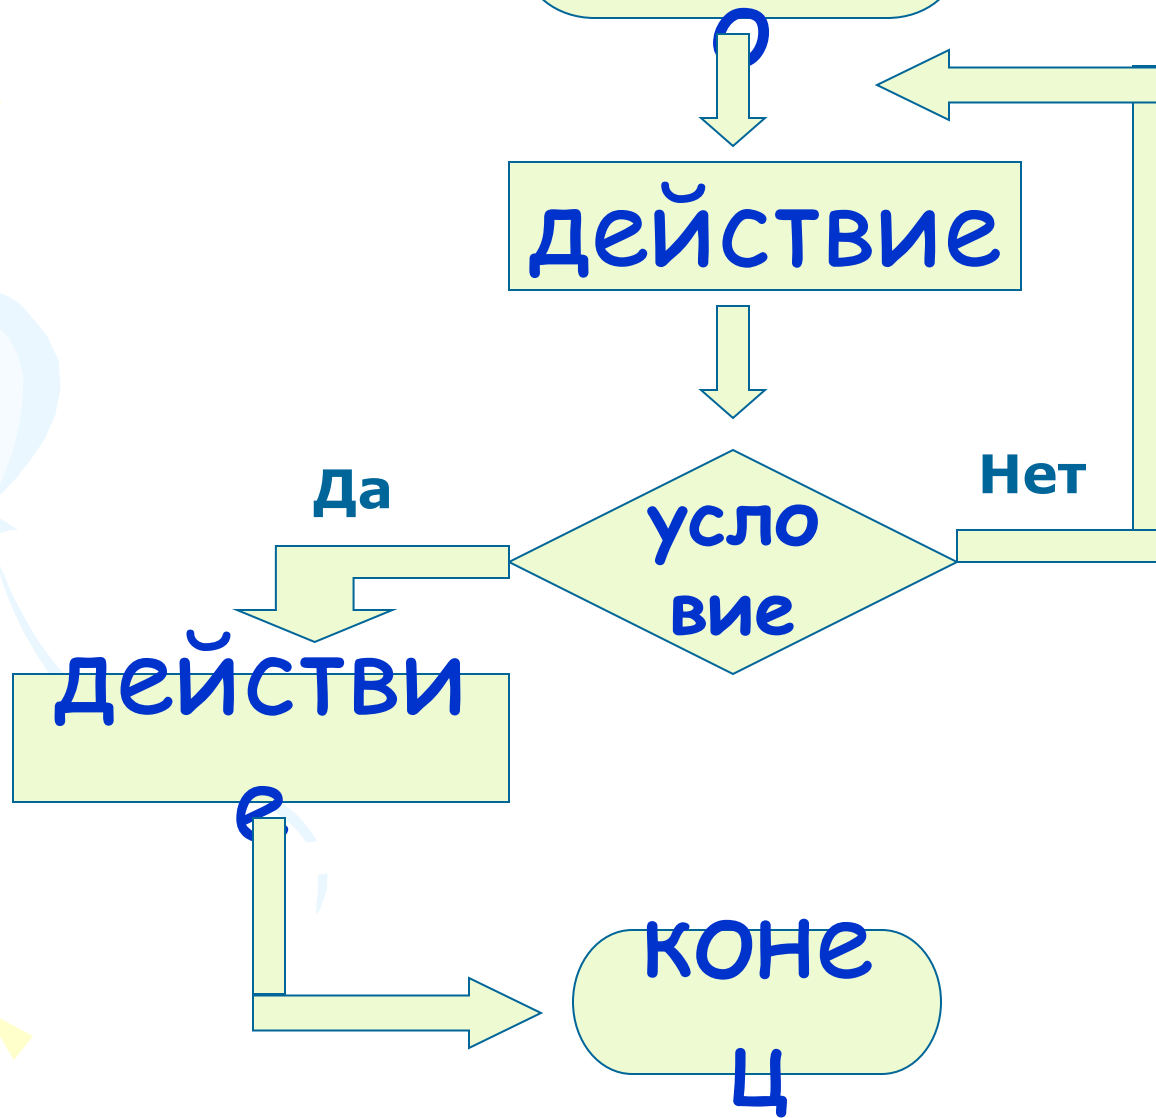 о
действие
Да
Нет
усло
вие
действи
е
коне
ц